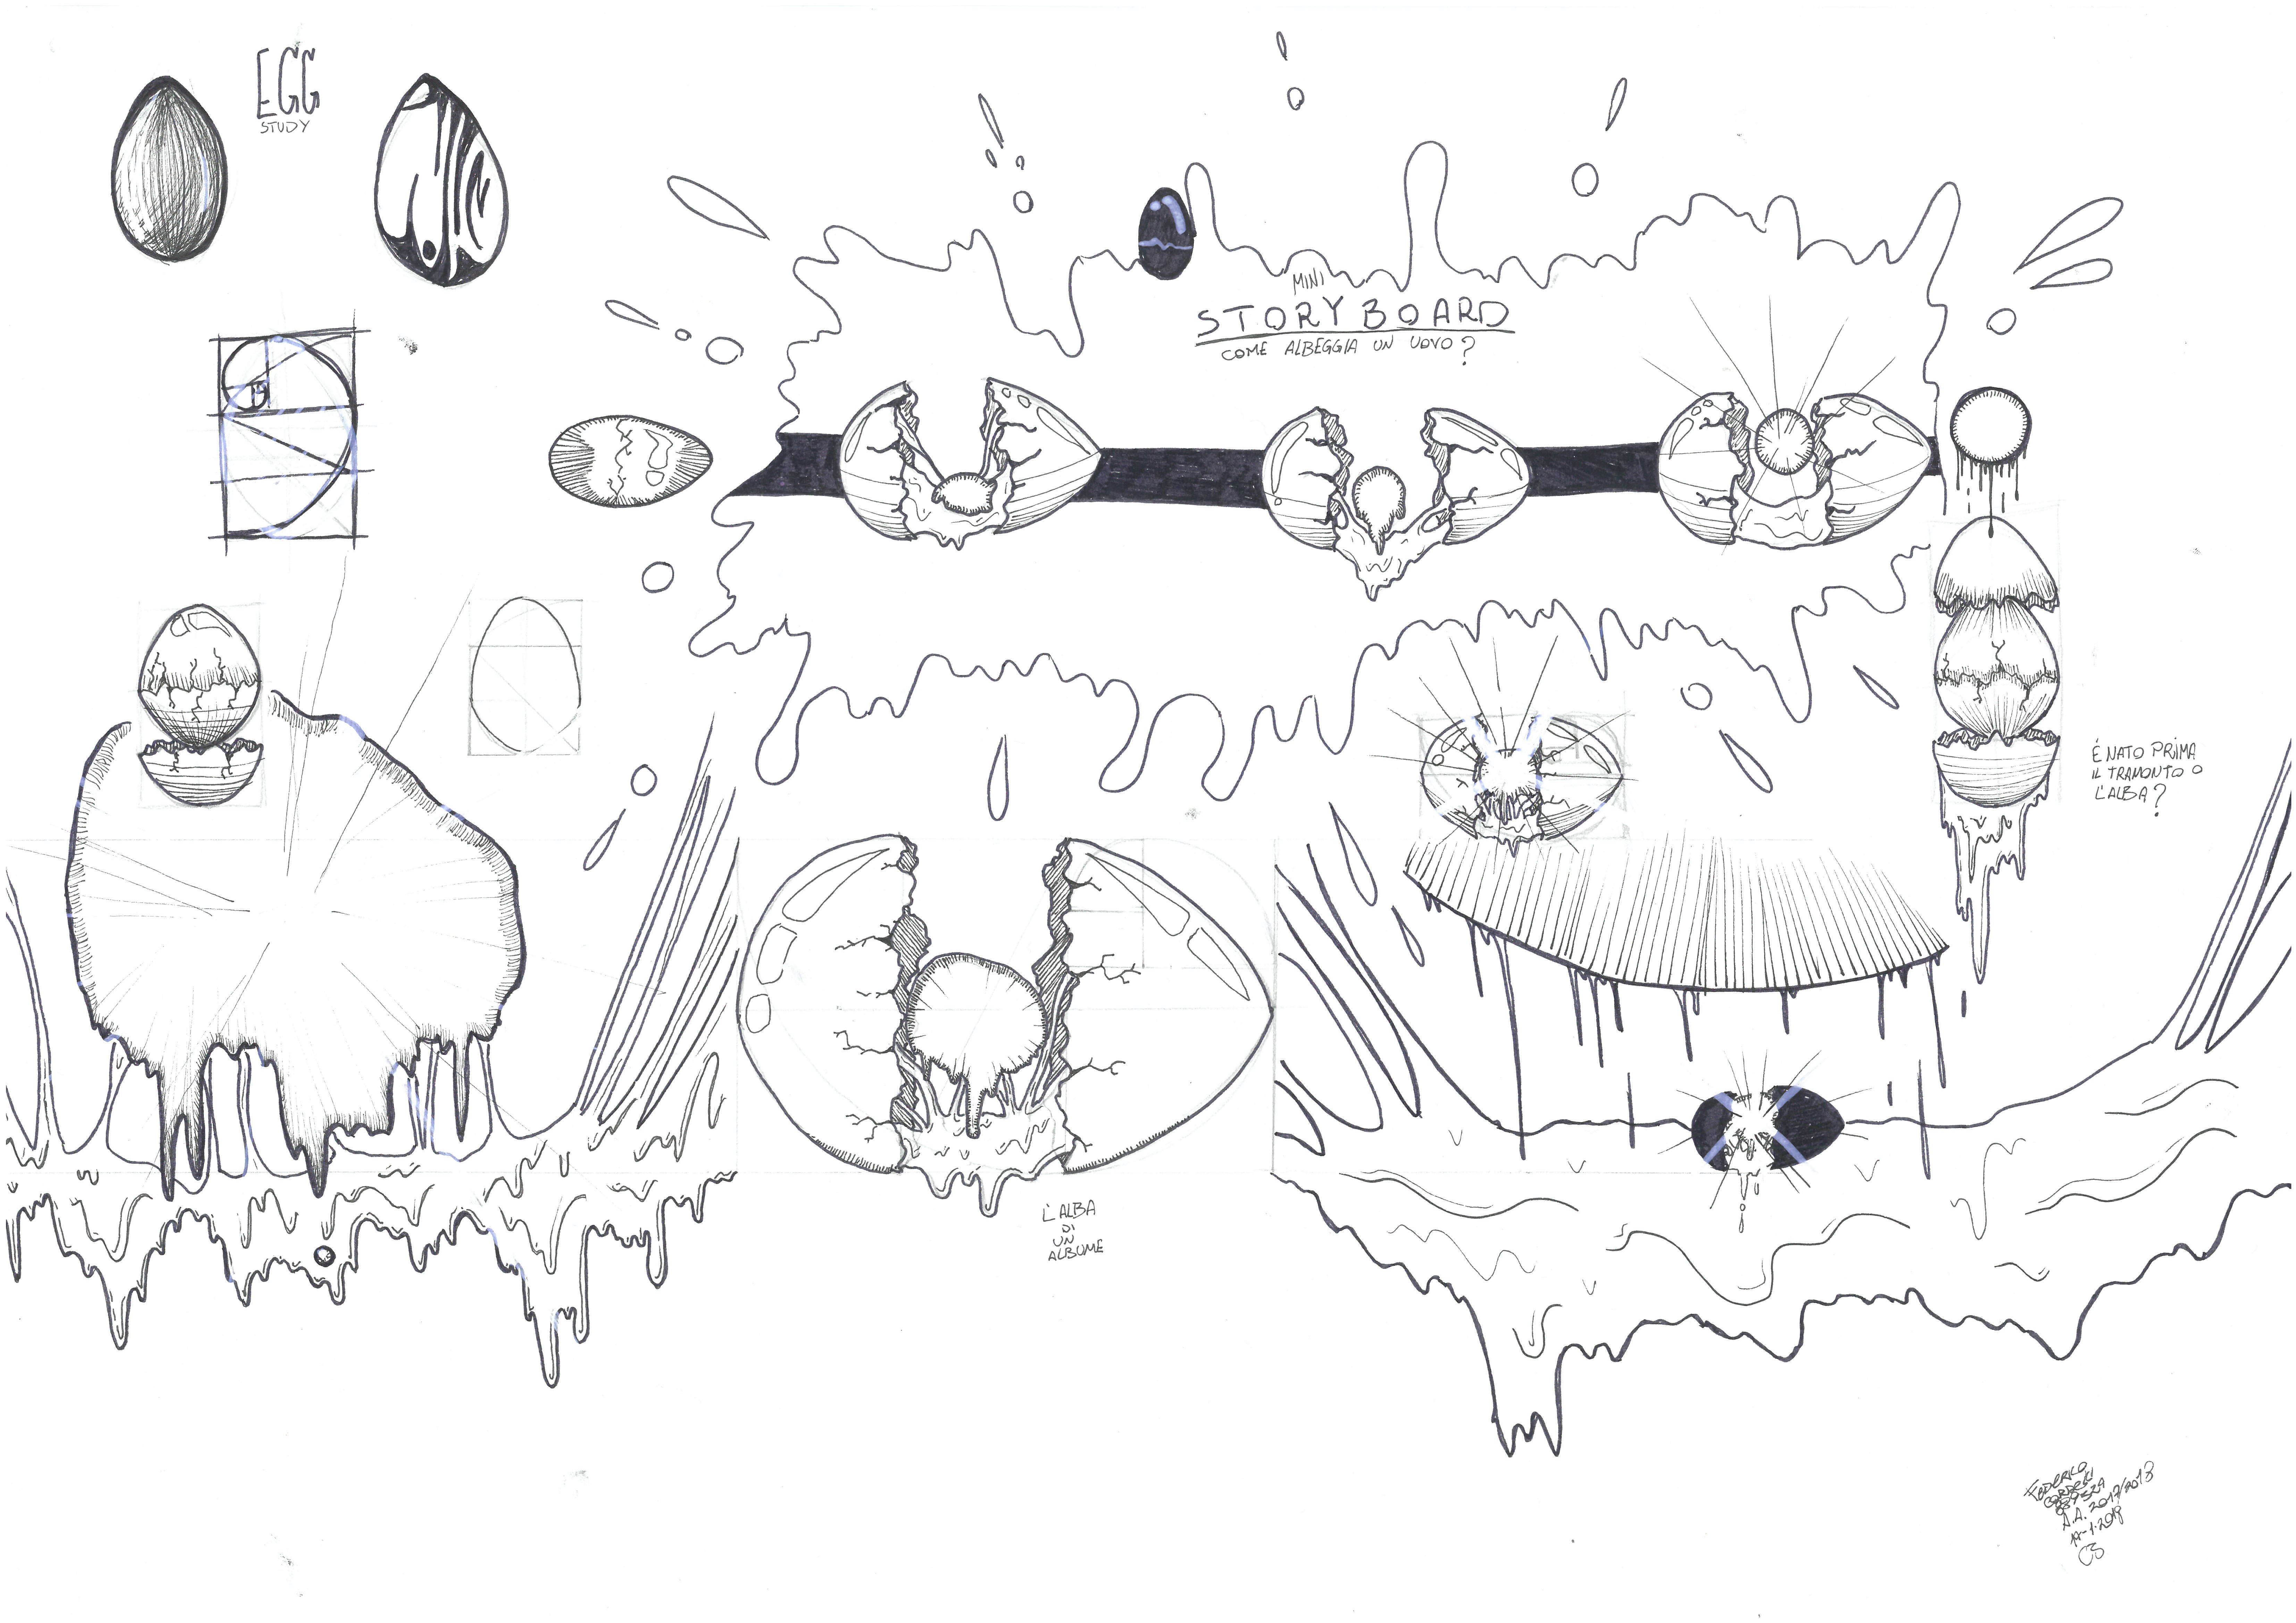 EGG
STUDY
MINI
STORYBOARD
COME ALBEGGIA UN UOVO?
È NATO PRIMA
IL TRAMONTO O
L'ALBA?
L'ALBA
DI
UN
ALBUME
FEDERICO
A.A. 2017/2018